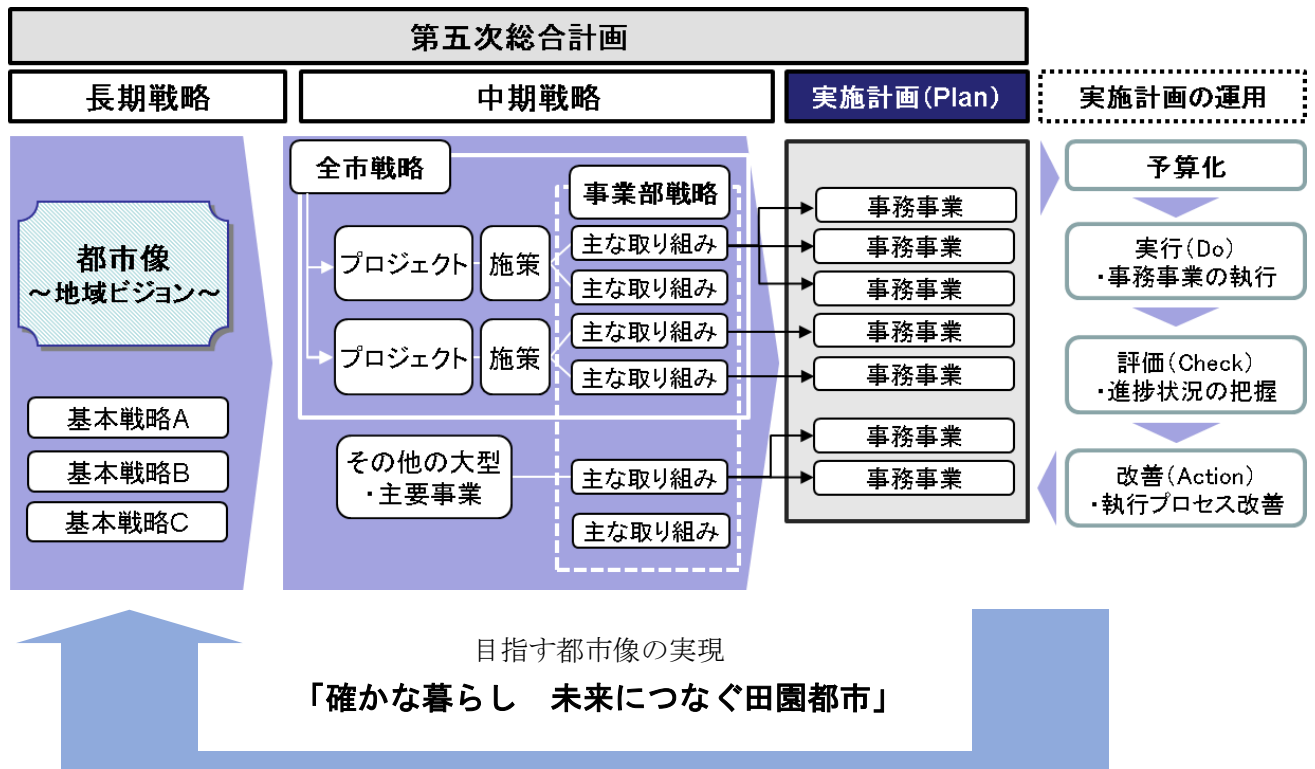 第五次総合計画
長期戦略
中期戦略
実施計画(Plan)
実施計画の運用
都市像
～地域ビジョン～
基本戦略A
基本戦略B
基本戦略C
全市戦略
事業部戦略
プロジェクト
施策
主な取り組み
主な取り組み
プロジェクト
施策
主な取り組み
主な取り組み
その他の大型
・主要事業
主な取り組み
主な取り組み
事務事業
事務事業
事務事業
事務事業
事務事業
事務事業
事務事業
予算化
実行(Do)
・事務事業の執行
評価(Check)
・進捗状況の把握
改善(Action)
・執行プロセス改善
目指す都市像の実現
「確かな暮らし　未来につなぐ田園都市」